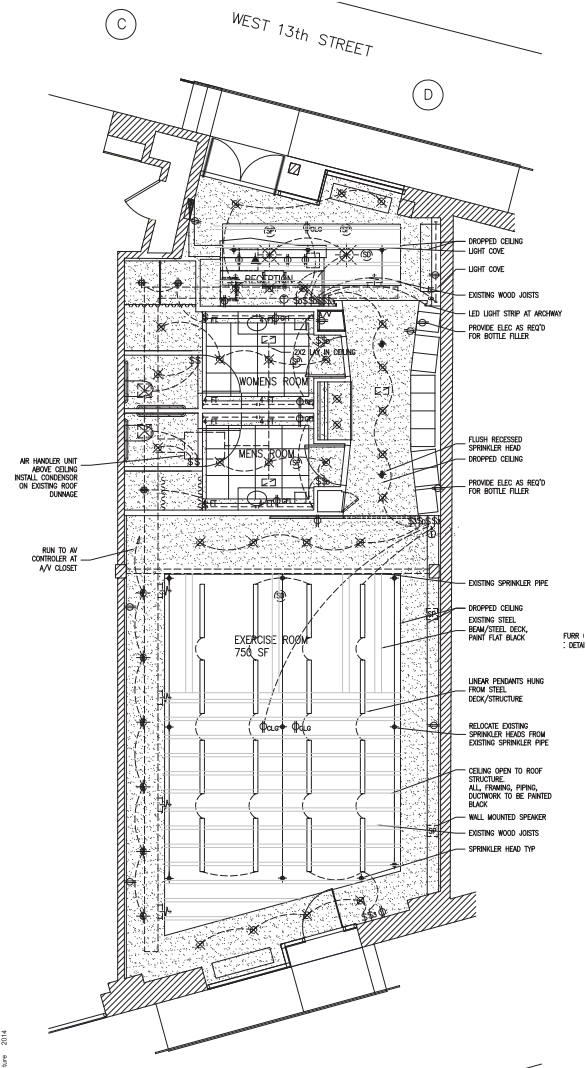 C
WEST 13th STREET
D
DROPPED CEILING
LIGHT COVE
LIGHT COVE
RECEPTION
EXISTING WOOD JOISTS
LED LIGHT STRIP AT ARCHWAY
PROVIDE ELEC AS REQ'D
FOR BOTTLE FILLER
A/V
2X2 LAY IN CEILING
WOMENS ROOM
MENS ROOM
FLUSH RECESSED
SPRINKLER HEAD
DROPPED CEILING
AIR HANDLER UNIT
ABOVE CEILING
INSTALL CONDENSOR
ON EXISTING ROOF
DUNNAGE
PROVIDE ELEC AS REQ'D
FOR BOTTLE FILLER
RUN TO AV
CONTROLER AT
A/V CLOSET
EXISTING SPRINKLER PIPE
DROPPED CEILING
EXISTING STEEL
BEAM/STEEL DECK,
PAINT FLAT BLACK
EXERCISE ROOM
750 SF
LINEAR PENDANTS HUNG
FROM STEEL
DECK/STRUCTURE
CLG
CLG
RELOCATE EXISTING
SPRINKLER HEADS FROM
EXISTING SPRINKLER PIPE
CEILING OPEN TO ROOF
STRUCTURE.
ALL, FRAMING, PIPING,
DUCTWORK TO BE PAINTED
BLACK
WALL MOUNTED SPEAKER
EXISTING WOOD JOISTS
SPRINKLER HEAD TYP
FURR
DETAI
ture 2014